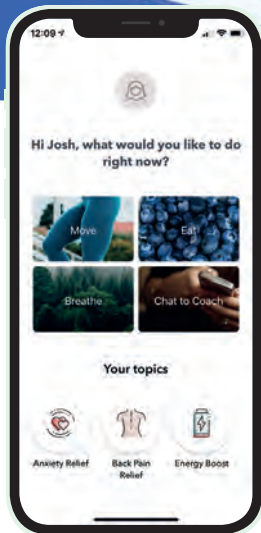 12:09
Hi Josh, what would you like to do
right now?
Move
Eat
Breathe
Chat to Coach
Your topics
Anxiety Relief
Back Pain
Relief
Energy Boost